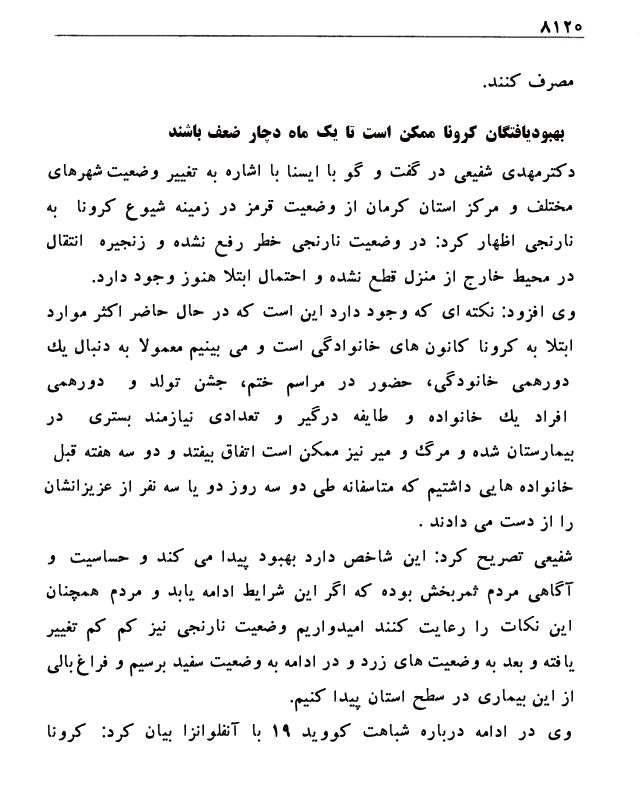 ۸۱۲۰
مصرف کنند.
بهبودیافتگان کرونا ممکن است تا یک ماه دچار ضعف باشند
دکترمهدی شفیعی در گفت و گو با ایسنا با اشاره به تغییر وضعیت شهرهای
مختلف و مرکز استان کرمان از وضعیت قرمز در زمینه شیوع کرونا به
نارنجی اظهار کرد: در وضعیت نارنجی خطر رفع نشده و زنجیره انتقال
در محیط خارج از منزل قطع نشده و احتمال ابتلا هنوز وجود دارد.
وی افزود: نکته ای که وجود دارد این است که در حال حاضر اکثر موارد
ابتلا به کرونا کانون های خانوادگی است و می بینیم معمولا به دنبال یك
دورهمی خانودگی، حضور در مراسم ختم، جشن تولد و دورهمی
افراد یك خانواده و طایفه درگیر و تعدادی نیازمند بستری در
بیمارستان شده و مرگ و میر نیز ممکن است اتفاق بیفتد و دو سه هفته قبل
خانواده هایی داشتیم که متاسفانه طی دو سه روز دو یا سه نفر از عزیزانشان
را از دست می دادند .
شفیعی تصریح کرد: این شاخص دارد بهبود پیدا می کند و حساسیت و
آگاهی مردم ثمربخش بوده که اگر این شرایط ادامه یابد و مردم همچنان
این نکات را رعایت کنند امیدواریم وضعیت نارنجی نیز کم کم تغییر
یافته و بعد به وضعیت های زرد و در ادامه به وضعیت سفید برسیم و فراغ‌بالی
از این بیماری در سطح استان پیدا کنیم.
وی در ادامه درباره شباهت کووید ۱۹ با آنفلوانزا بیان کرد: کرونا